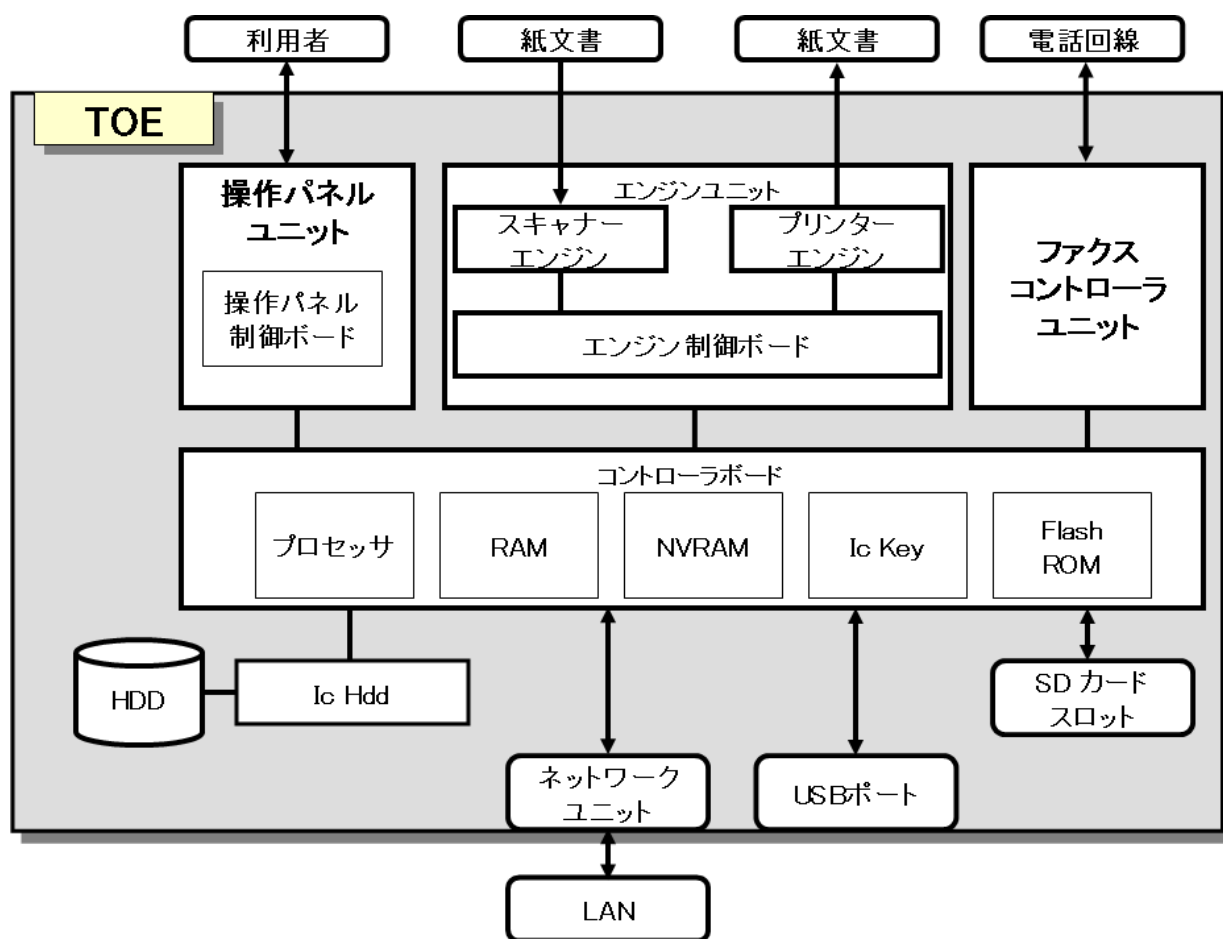 利用者
紙文書
紙文書
電話回線
TOE
操作パネル
ユニット
操作パネル
制御ボード
エンジンユニット
スキャナー
エンジン
プリンター
エンジン
エンジン制御ボード
ファクス
コントローラ
ユニット
コントローラボード
プロセッサ
RAM
NVRAM
Ic Key
Flash
ROM
HDD
Ic Hdd
SD カード
スロット
ネットワーク
ユニット
USBポート
LAN